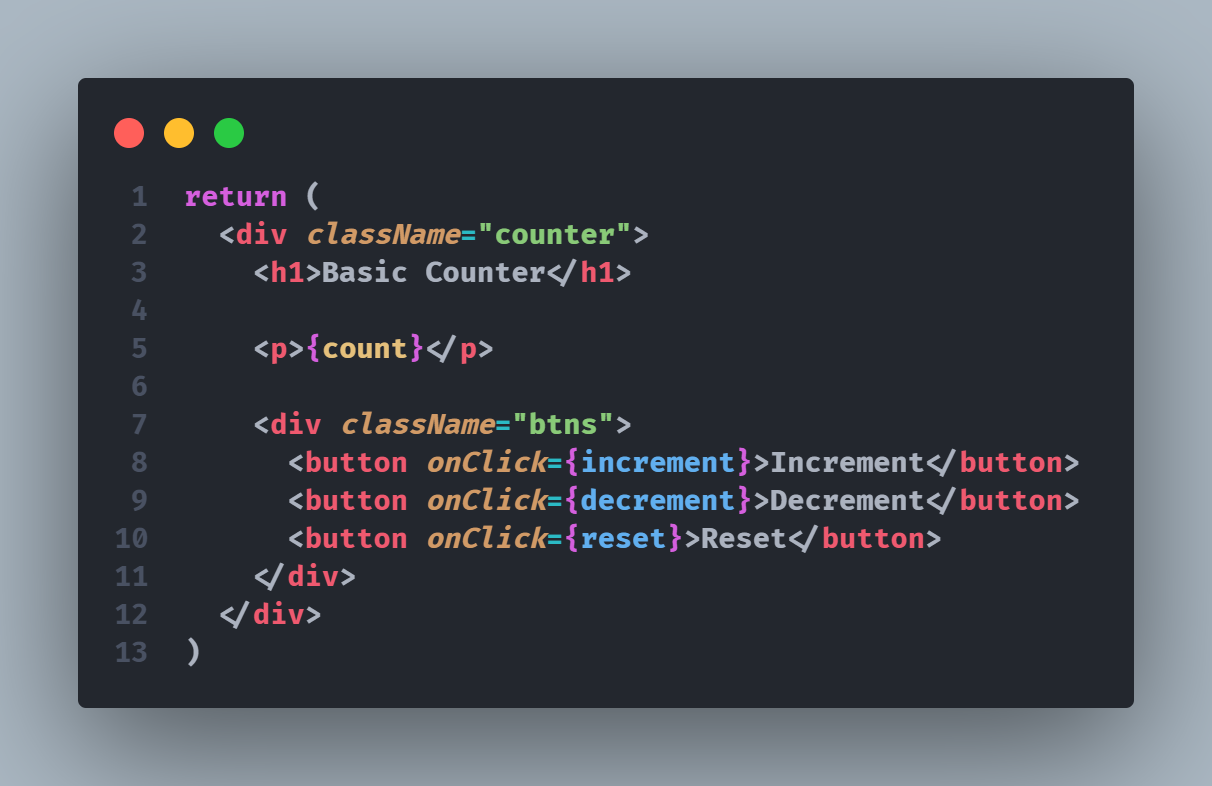 1 return (
2   <div className="counter">
3     <h1>Basic Counter</h1>
4
5     <p>{count}</p>
6
7     <div className="btns">
8       <button onClick={increment}>Increment</button>
9       <button onClick={decrement}>Decrement</button>
10       <button onClick={reset}>Reset</button>
11     </div>
12   </div>
13 )